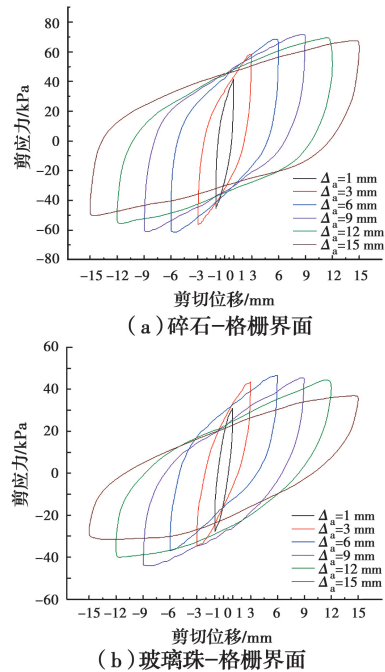 80
60
40
20
0
-20
-40
-60
-80
剪应力/kPa
Δa=1 mm
Δa=3 mm
Δa=6 mm
Δa=9 mm
Δa=12 mm
Δa=15 mm
-15 -12 -9 -6 -3 -1 0 1 3 6 9 12 15
剪切位移/mm
(a)碎石-格栅界面
60
40
20
0
-20
-40
-60
剪应力/kPa
Δa=1 mm
Δa=3 mm
Δa=6 mm
Δa=9 mm
Δa=12 mm
Δa=15 mm
-15 -12 -9 -6 -3 -1 0 1 3 6 9 12 15
剪切位移/mm
(b)玻璃珠-格栅界面